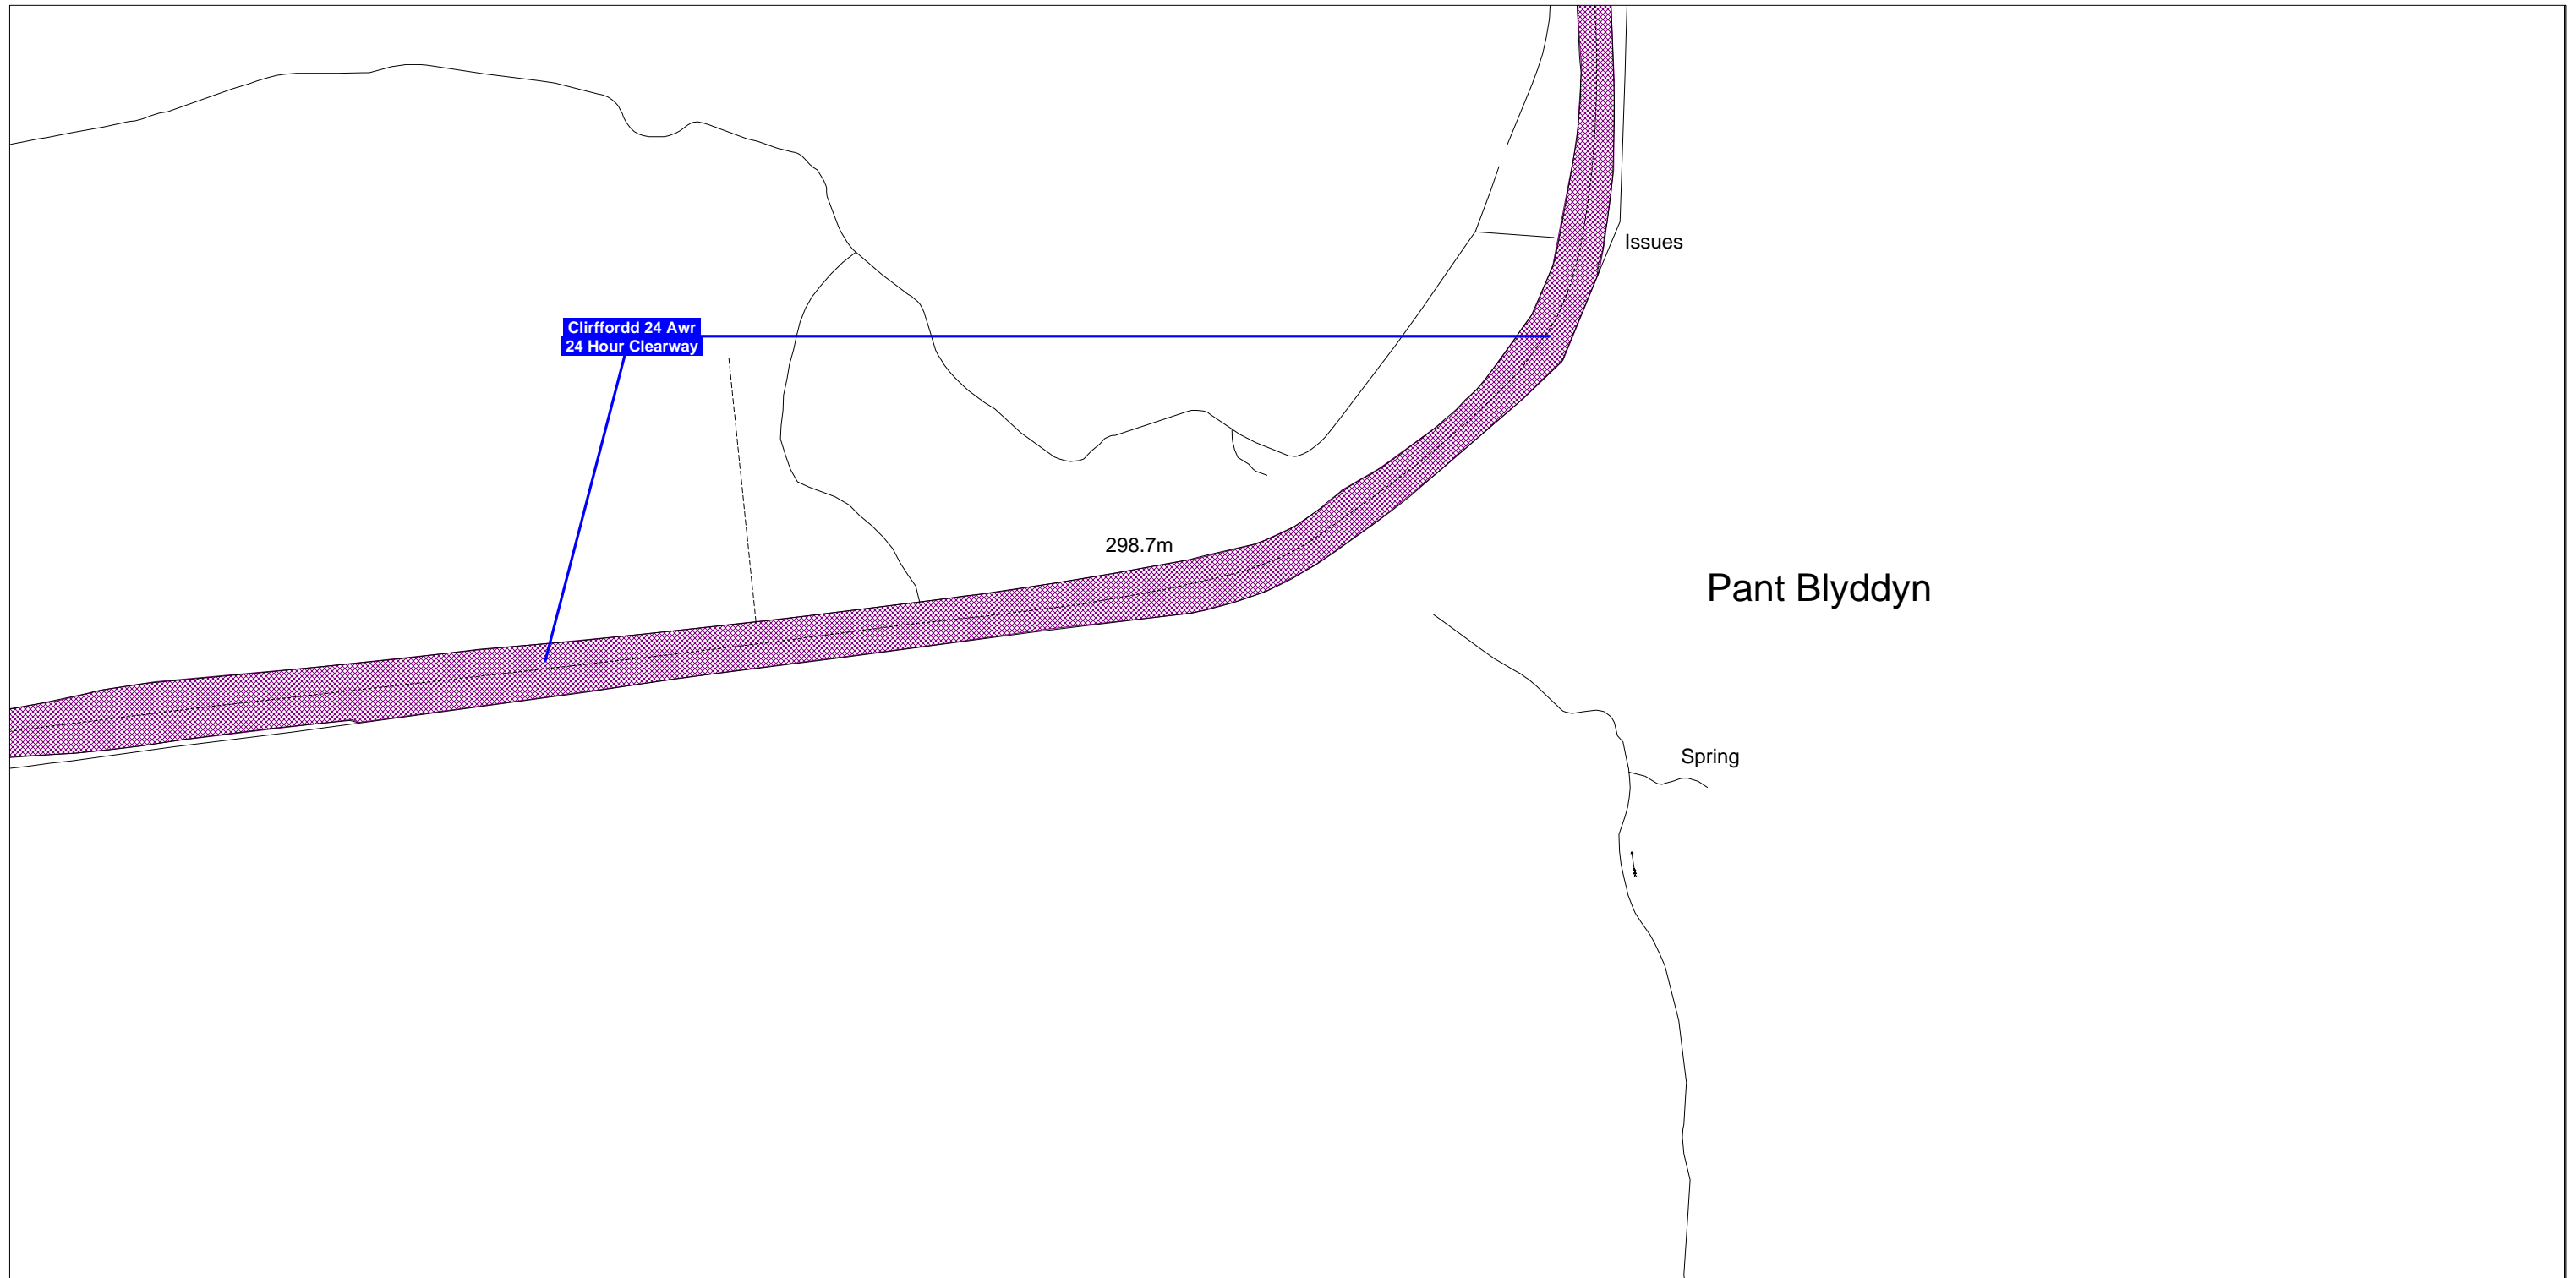 Issues
Clirffordd 24 Awr
24 Hour Clearway
298.7m
Pant Blyddyn
Spring